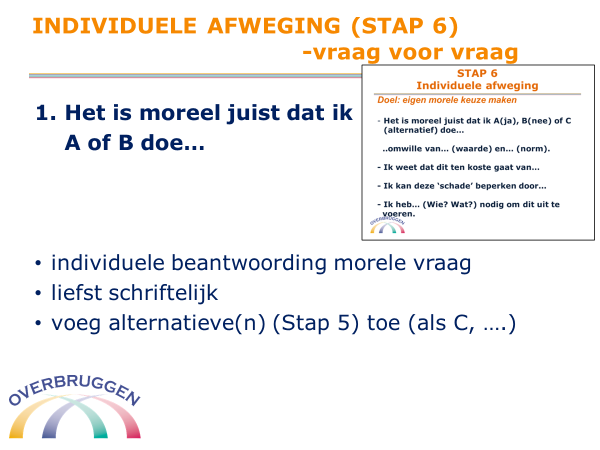 INDIVIDUELE AFWEGING (STAP 6)
-vraag voor vraag
1. Het is moreel juist dat ik
A of B doe...
STAP 6
Individuele afweging
Doel: eigen morele keuze maken
- Het is moreel juist dat ik A(ja), B(nee) of C
(alternatief) doe...
..omwille van... (waarde) en... (norm).
- Ik weet dat dit ten koste gaat van...
- Ik kan deze ‘schade’ beperken door...
- Ik heb... (Wie? Wat?) nodig om dit uit te
voeren.
OVERBRUGGEN
• individuele beantwoording morele vraag
• liefst schriftelijk
• voeg alternatieve(n) (Stap 5) toe (als C, ….)
OVERBRUGGEN